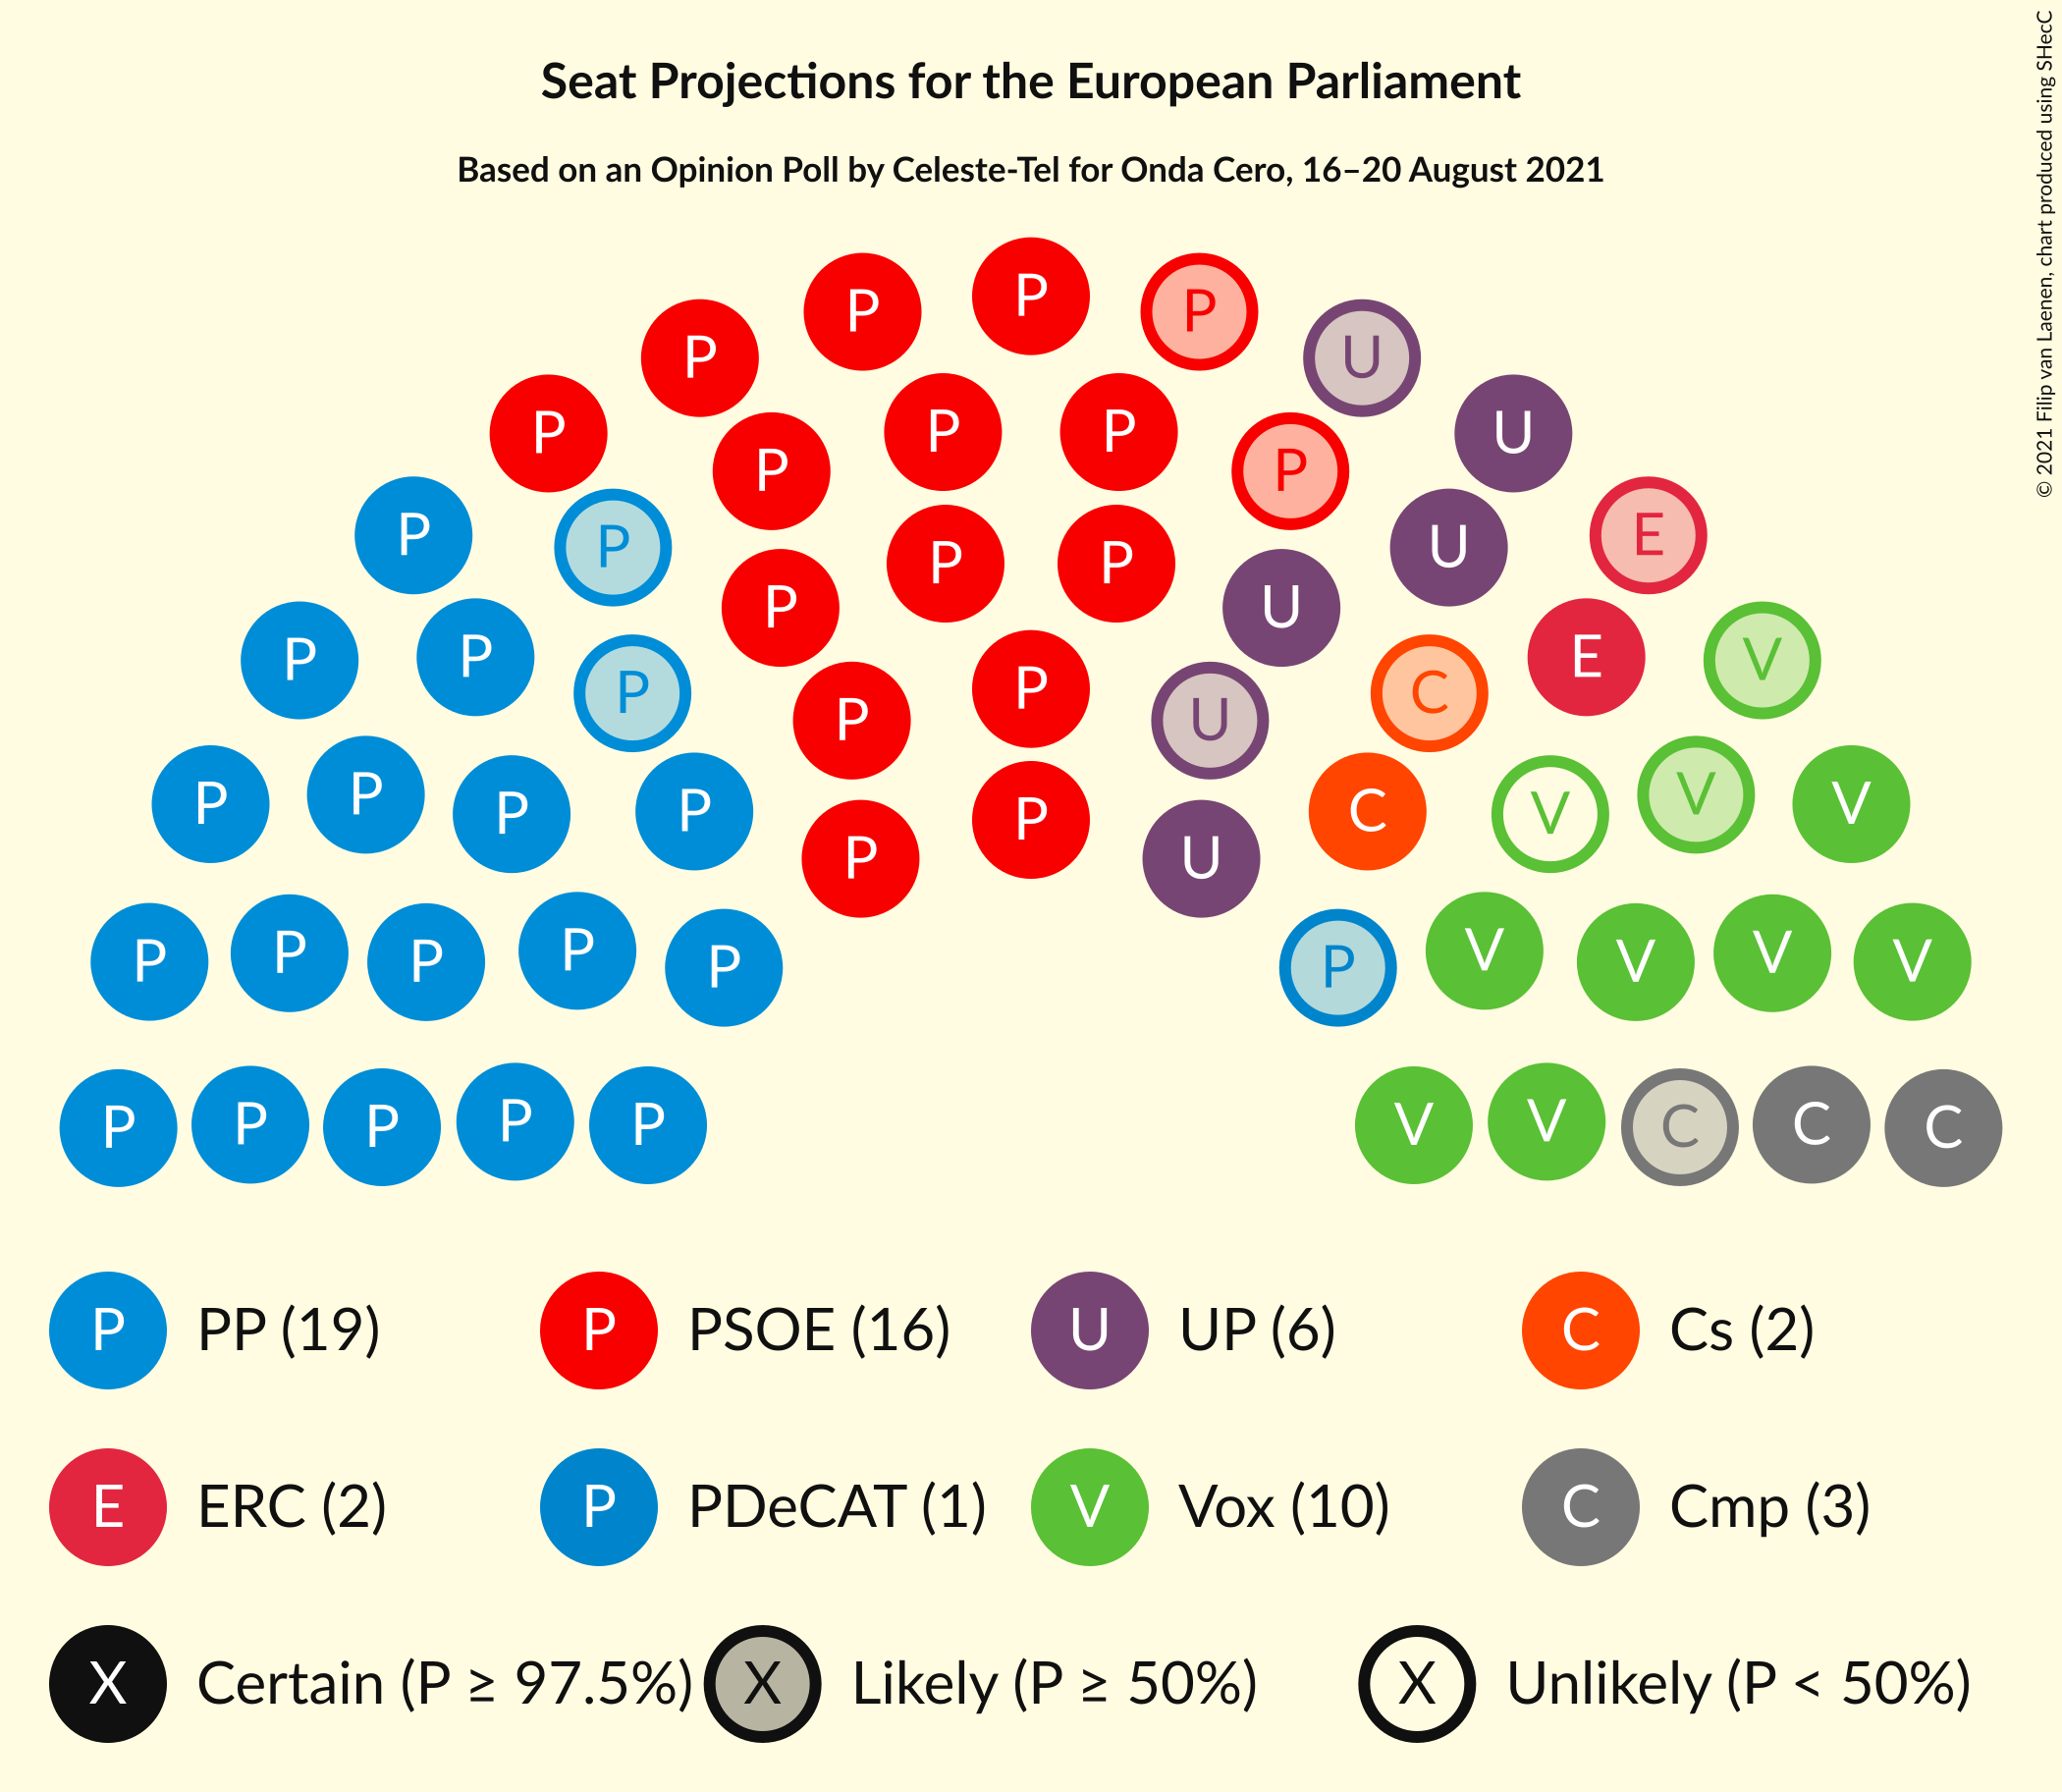 Seat Projections for the European Parliament
Based on an Opinion Poll by Celeste-Tel for Onda Cero, 16–20 August 2021
© 2021 Filip van Laenen, chart produced using SHecC
P
P P
P U
P P P U
P P P P
P P U
P P P E
P P U
P P P E V
P P C
P U
P P V V
P P C V
P P U
P P P P P P V V V V
P P P P P V V C C C
P PP (19) P PSOE (16) U UP (6) C Cs (2)
E ERC (2) P PDeCAT (1) V Vox (10) C Cmp (3)
X Certain (P ≥ 97.5%) X Likely (P ≥ 50%) X Unlikely (P < 50%)